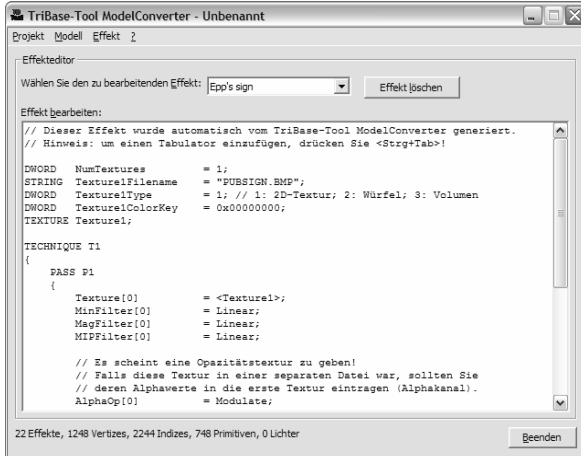 TriBase-Tool ModelConverter - Unbenannt
Projekt Modell Effekt ?
Effekteditor
Wählen Sie den zu bearbeitenden Effekt: Epp's sign Effekt löschen
Effekt bearbeiten:
// Dieser Effekt wurde automatisch vom TriBase-Tool ModelConverter generiert.
// Hinweis: um einen Tabulator einzufügen, drücken Sie <Strg+Tab>!
DWORD NumTextures = 1;
STRING Texture1Filename = "PUBSIGN.BMP";
DWORD Texture1Type = 1; // 1: 2D-Textur; 2: Würfel; 3: Volumen
DWORD Texture1ColorKey = 0x00000000;
TEXTURE Texture1;
TECHNIQUE T1
{
PASS P1
{
Texture[0] = <Texture1>;
MinFilter[0] = Linear;
MagFilter[0] = Linear;
MIPFilter[0] = Linear;
// Es scheint eine Opazitätstextur zu geben!
// Falls diese Textur in einer separaten Datei war, sollten Sie
// deren Alphawerte in die erste Textur eintragen (Alphakanal).
AlphaOp[0] = Modulate;
22 Effekte, 1248 Vertizes, 2244 Indizes, 748 Primitiven, 0 Lichter
Beenden